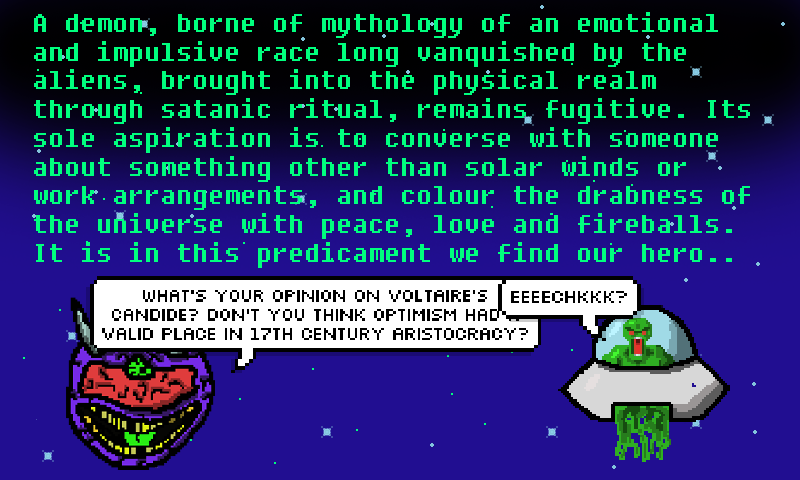 A demon, borne of mythology of an emotional
and impulsive race long vanquished by the
aliens, brought into the physical realm
through satanic ritual, remains fugitive. Its
sole aspiration is to converse with someone
about something other than solar winds or
work arrangements, and colour the drabness of
the universe with peace, love and fireballs.
It is in this predicament we find our hero..
WHAT'S YOUR OPINION ON VOLTAIRE'S
CANDIDE? DON'T YOU THINK OPTIMISM HAD
VALID PLACE IN 17TH CENTURY ARISTOCRACY?
EEEECHKKK?